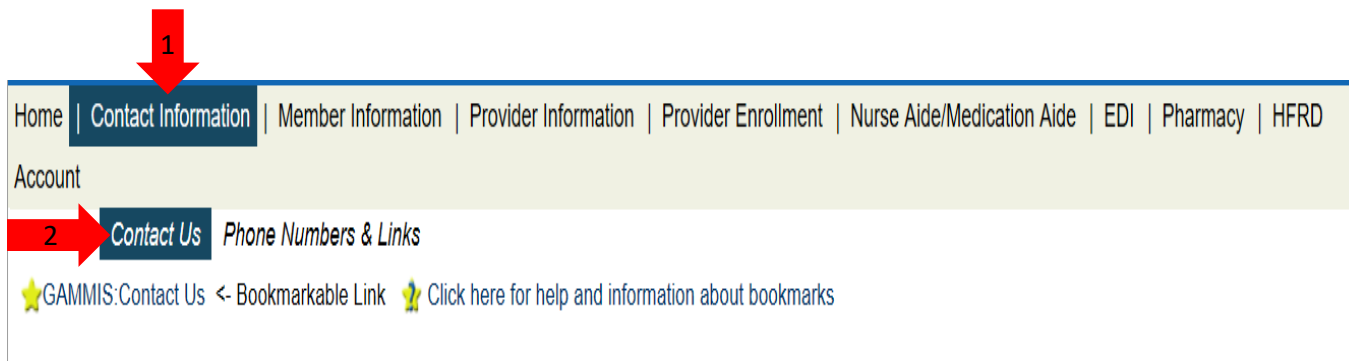 1
Home | Contact Information | Member Information | Provider Information | Provider Enrollment | Nurse Aide/Medication Aide | EDI | Pharmacy | HFRD
Account
2 Contact Us Phone Numbers & Links
GAMMIS:Contact Us <- Bookmarkable Link ? Click here for help and information about bookmarks